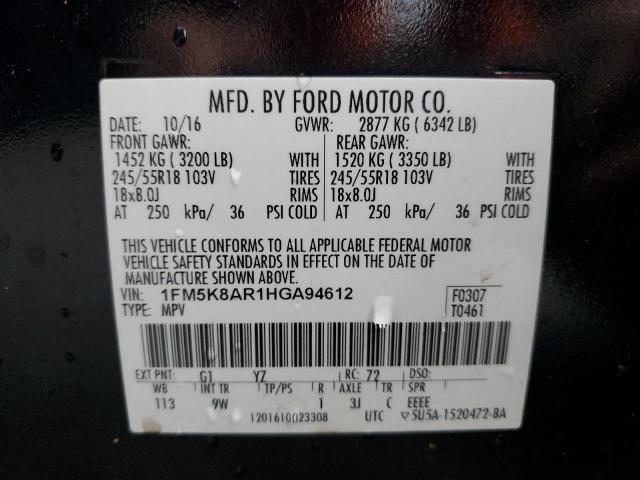 MFD. BY FORD MOTOR CO.
DATE: 10/16 GVWR: 2877 KG ( 6342 LB)
FRONT GAWR: REAR GAWR:
1452 KG ( 3200 LB) WITH 1520 KG ( 3350 LB) WITH
245/55R18 103V TIRES 245/55R18 103V TIRES
18x8.0J RIMS 18x8.0J RIMS
AT 250 kPa/ 36 PSI COLD AT 250 kPa/ 36 PSI COLD
THIS VEHICLE CONFORMS TO ALL APPLICABLE FEDERAL MOTOR
VEHICLE SAFETY STANDARDS IN EFFECT ON THE DATE OF
MANUFACTURE SHOWN ABOVE.
VIN: 1FM5K8AR1HGA94612 F0307
TYPE: MPV T0461
EXT PNT: G1 Y7 RC: 72 DSO:
WB INT TR TP/PS R AXLE TR SPR
113 9W 1 3J C EEEE
1201610023308 UTC ▽5U5A-1520472-BA